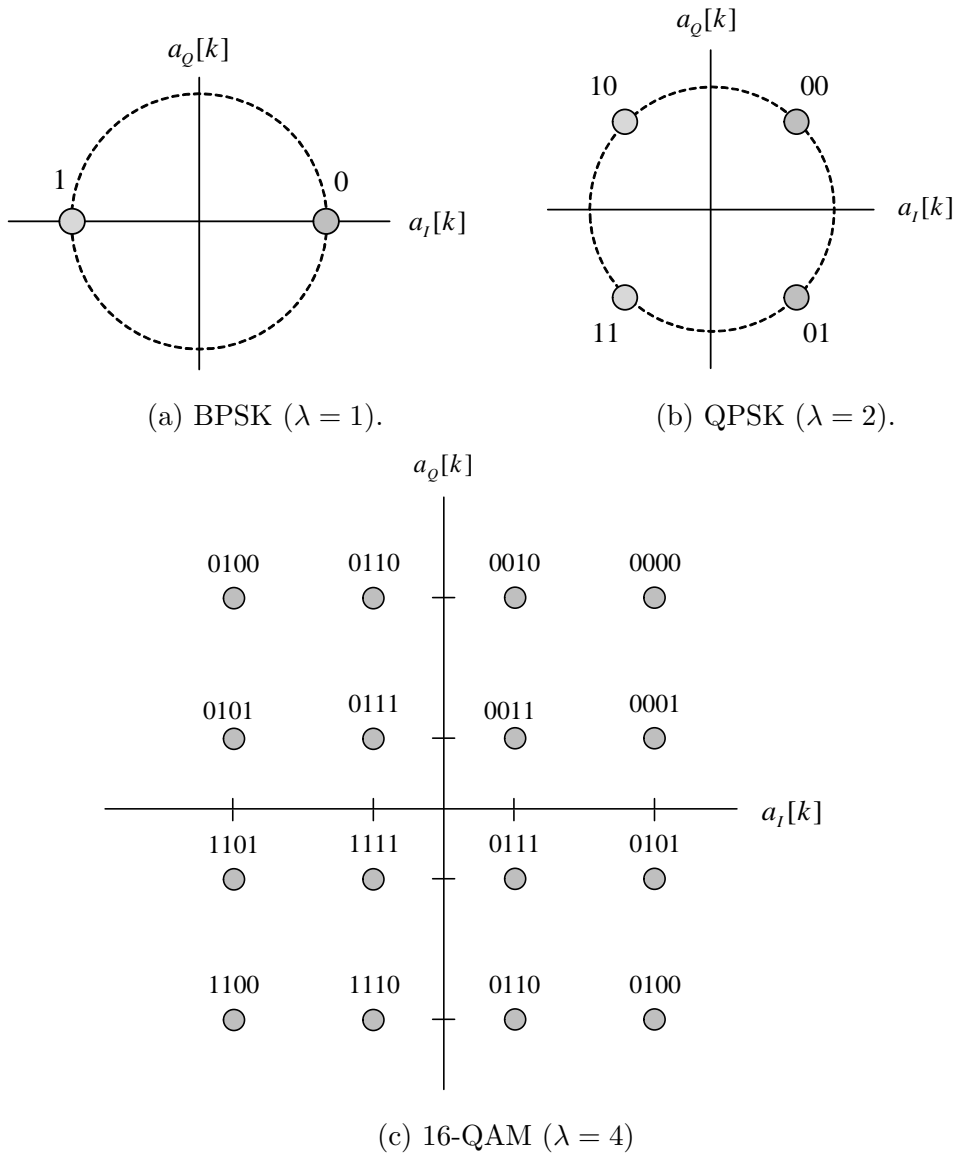 a_Q[k]
a_Q[k]
10 00
1 0
a_I[k]
a_I[k]
11 01
(a) BPSK (λ = 1).
(b) QPSK (λ = 2).
a_Q[k]
0100 0110 0010 0000
0101 0111 0011 0001
a_I[k]
1101 1111 0111 0101
1100 1110 0110 0100
(c) 16-QAM (λ = 4)